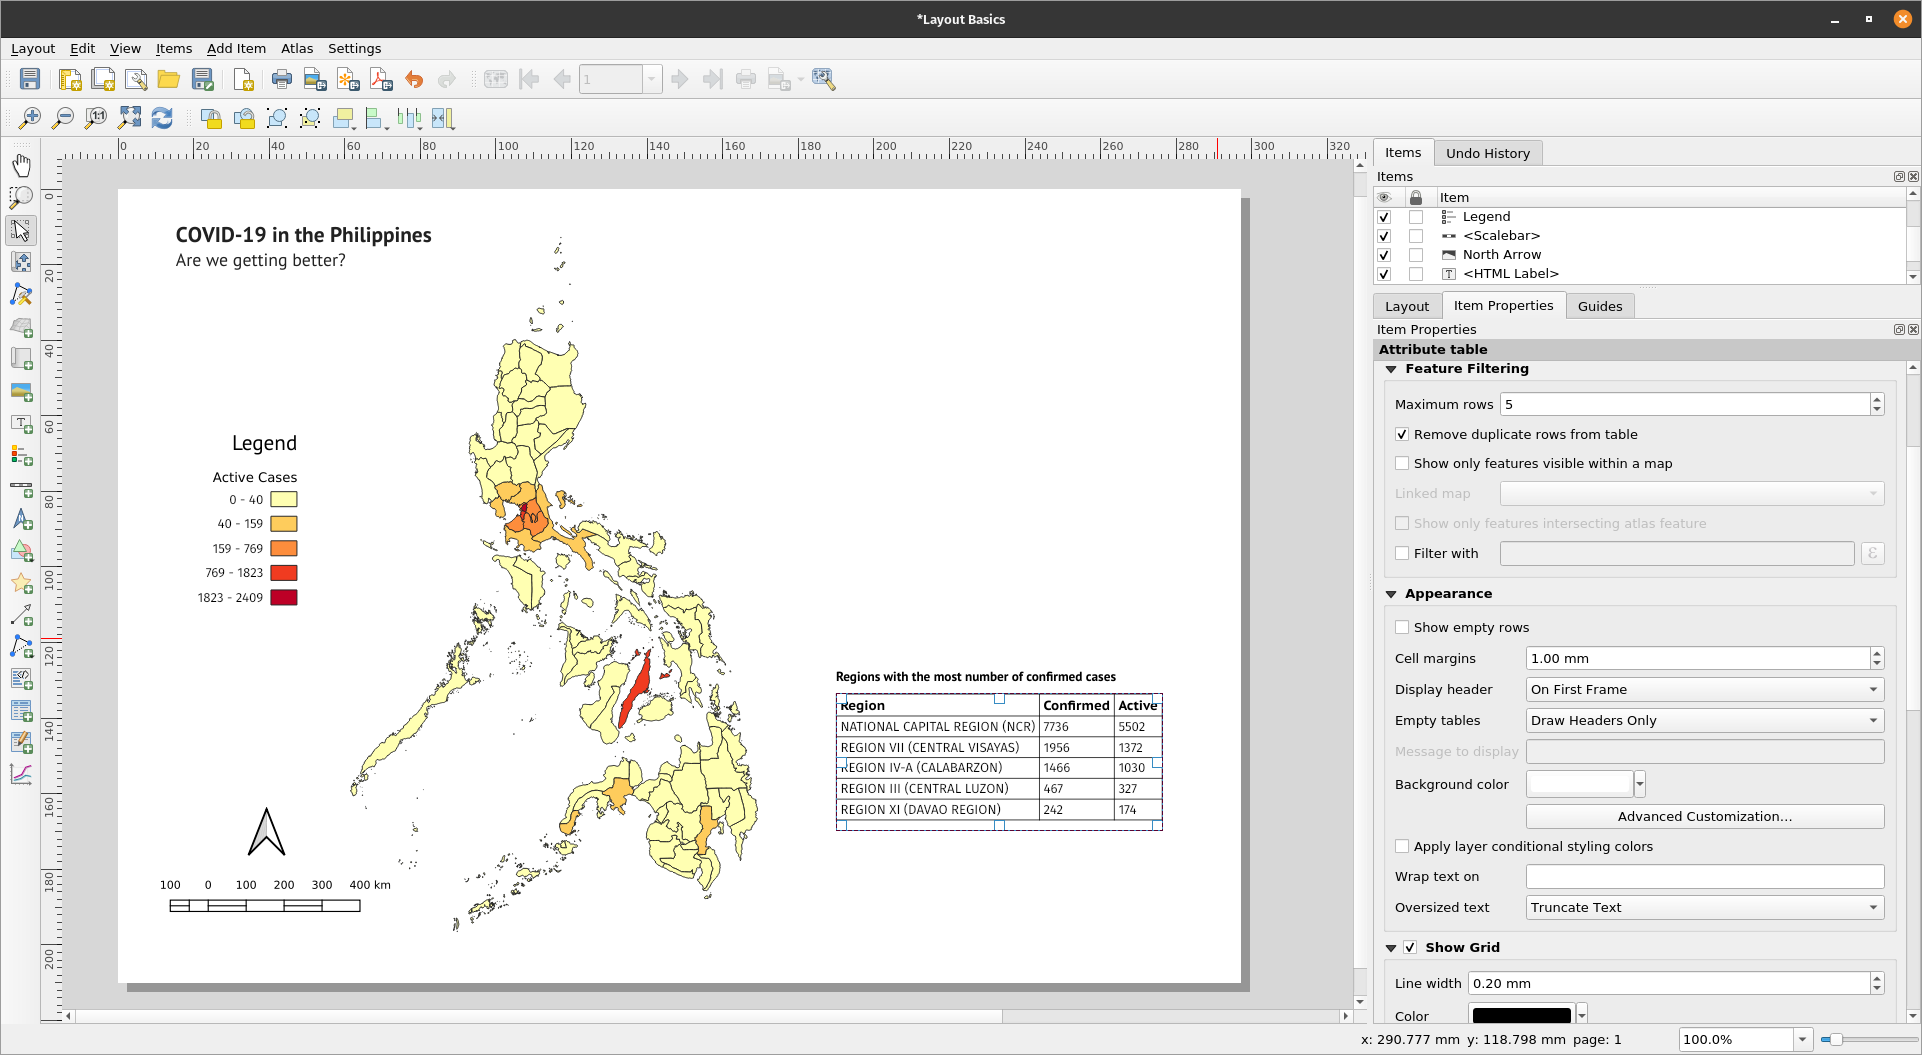 *Layout Basics
Layout Edit View Items Add Item Atlas Settings
1
1:1
0 20 40 60 80 100 120 140 160 180 200 220 240 260 280 300 320
0
20
40
60
80
100
120
140
160
180
200
COVID-19 in the Philippines
Are we getting better?
Legend
Active Cases
0 - 40
40 - 159
159 - 769
769 - 1823
1823 - 2409
100 0 100 200 300 400 km
Regions with the most number of confirmed cases
Region Confirmed Active
NATIONAL CAPITAL REGION (NCR) 7736 5502
REGION VII (CENTRAL VISAYAS) 1956 1372
REGION IV-A (CALABARZON) 1466 1030
REGION III (CENTRAL LUZON) 467 327
REGION XI (DAVAO REGION) 242 174
Items Undo History
Items
Item
Legend
<Scalebar>
North Arrow
<HTML Label>
Layout Item Properties Guides
Item Properties
Attribute table
Feature Filtering
Maximum rows 5
Remove duplicate rows from table
Show only features visible within a map
Linked map
Show only features intersecting atlas feature
Filter with ε
Appearance
Show empty rows
Cell margins 1.00 mm
Display header On First Frame
Empty tables Draw Headers Only
Message to display
Background color
Advanced Customization...
Apply layer conditional styling colors
Wrap text on
Oversized text Truncate Text
Show Grid
Line width 0.20 mm
Color
x: 290.777 mm y: 118.798 mm page: 1 100.0%